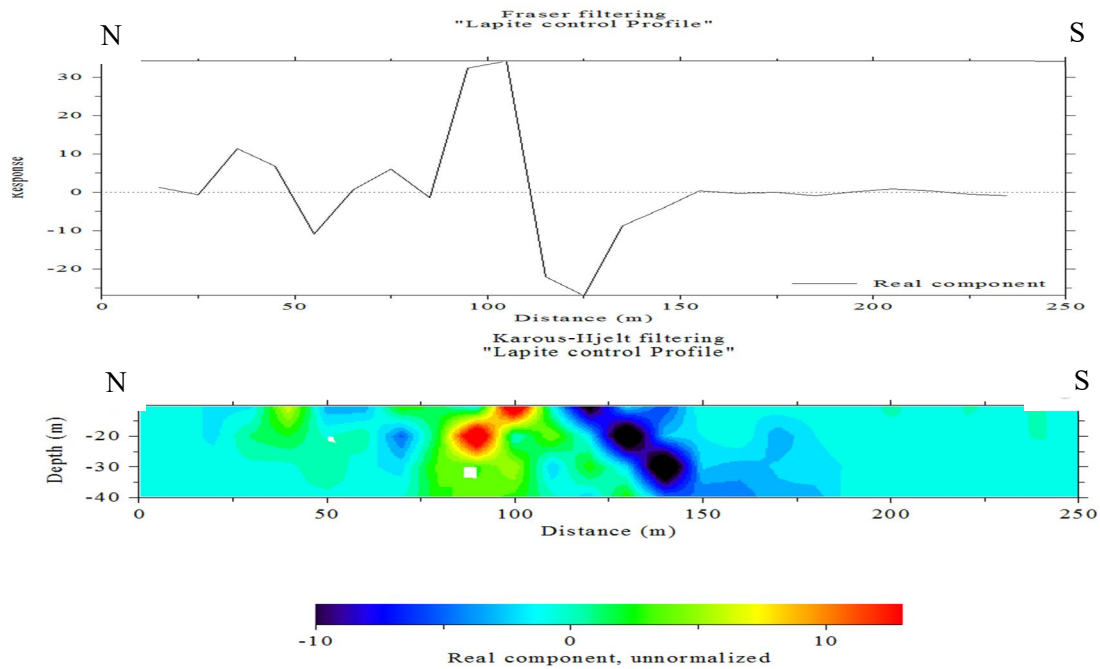 Fraser filtering
"Lapite control Profile"
N
S
30
20
10
0
-10
-20
Response
Real component
0
50
100
150
200
250
Distance (m)
Karous-Hjelt filtering
"Lapite control Profile"
N
S
Depth (m)
-20
-30
-40
0
50
100
150
200
250
Distance (m)
-10
0
10
Real component, unnormalized